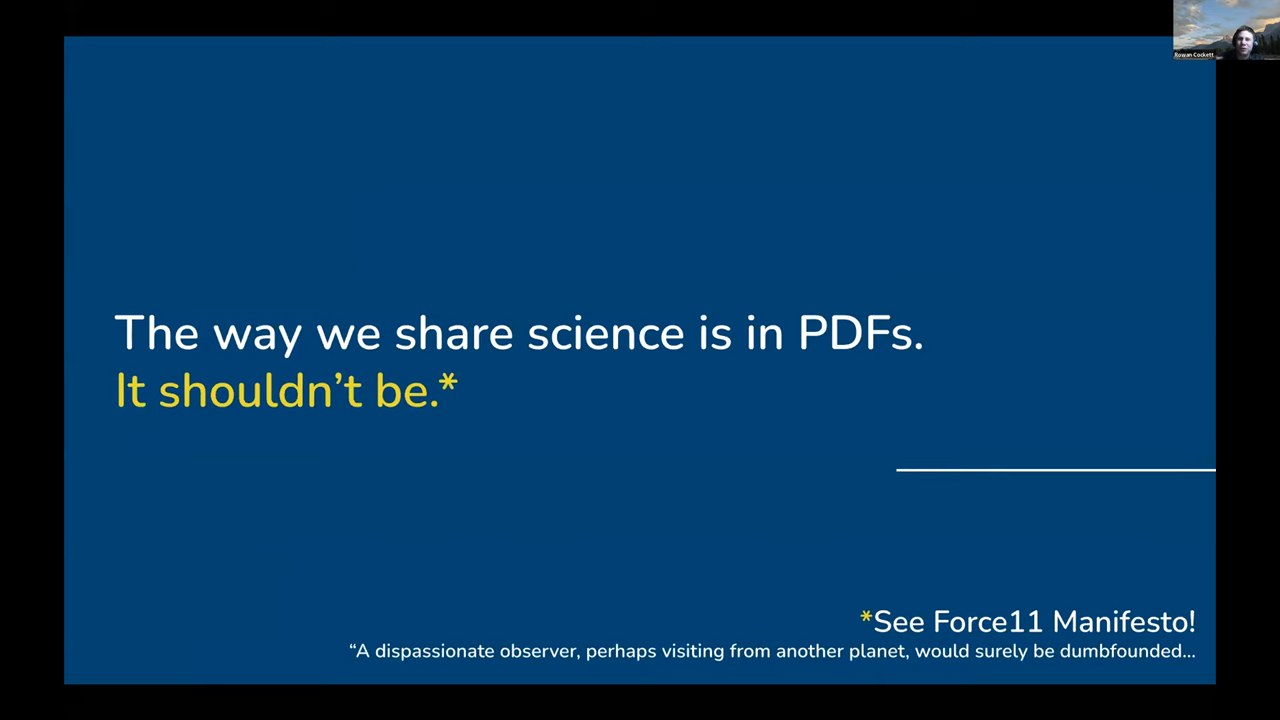 Rowan Cockett
The way we share science is in PDFs.
It shouldn’t be.*
*See Force11 Manifesto!
“A dispassionate observer, perhaps visiting from another planet, would surely be dumbfounded...